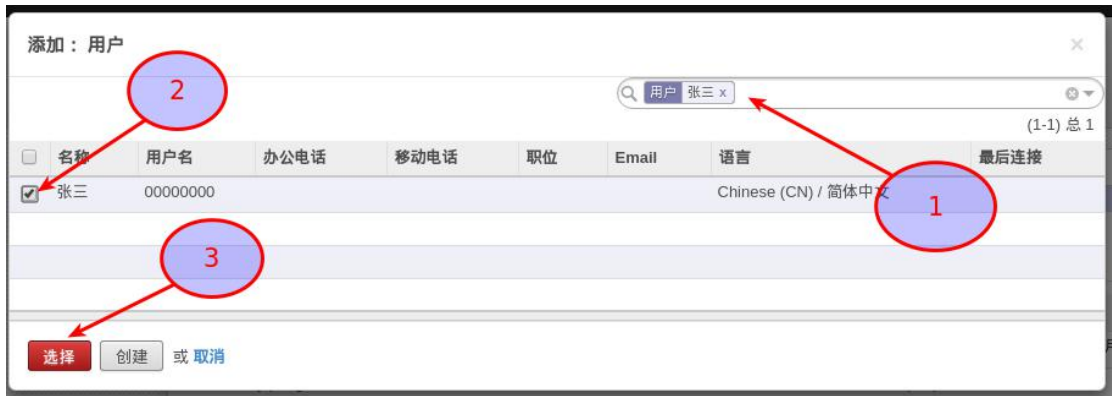 添加： 用户 ×
2
用户 张三 x
(1-1) 总 1
名称 用户名 办公电话 移动电话 职位 Email 语言 最后连接
张三 00000000 Chinese (CN) / 简体中文
1
3
选择 创建 或 取消